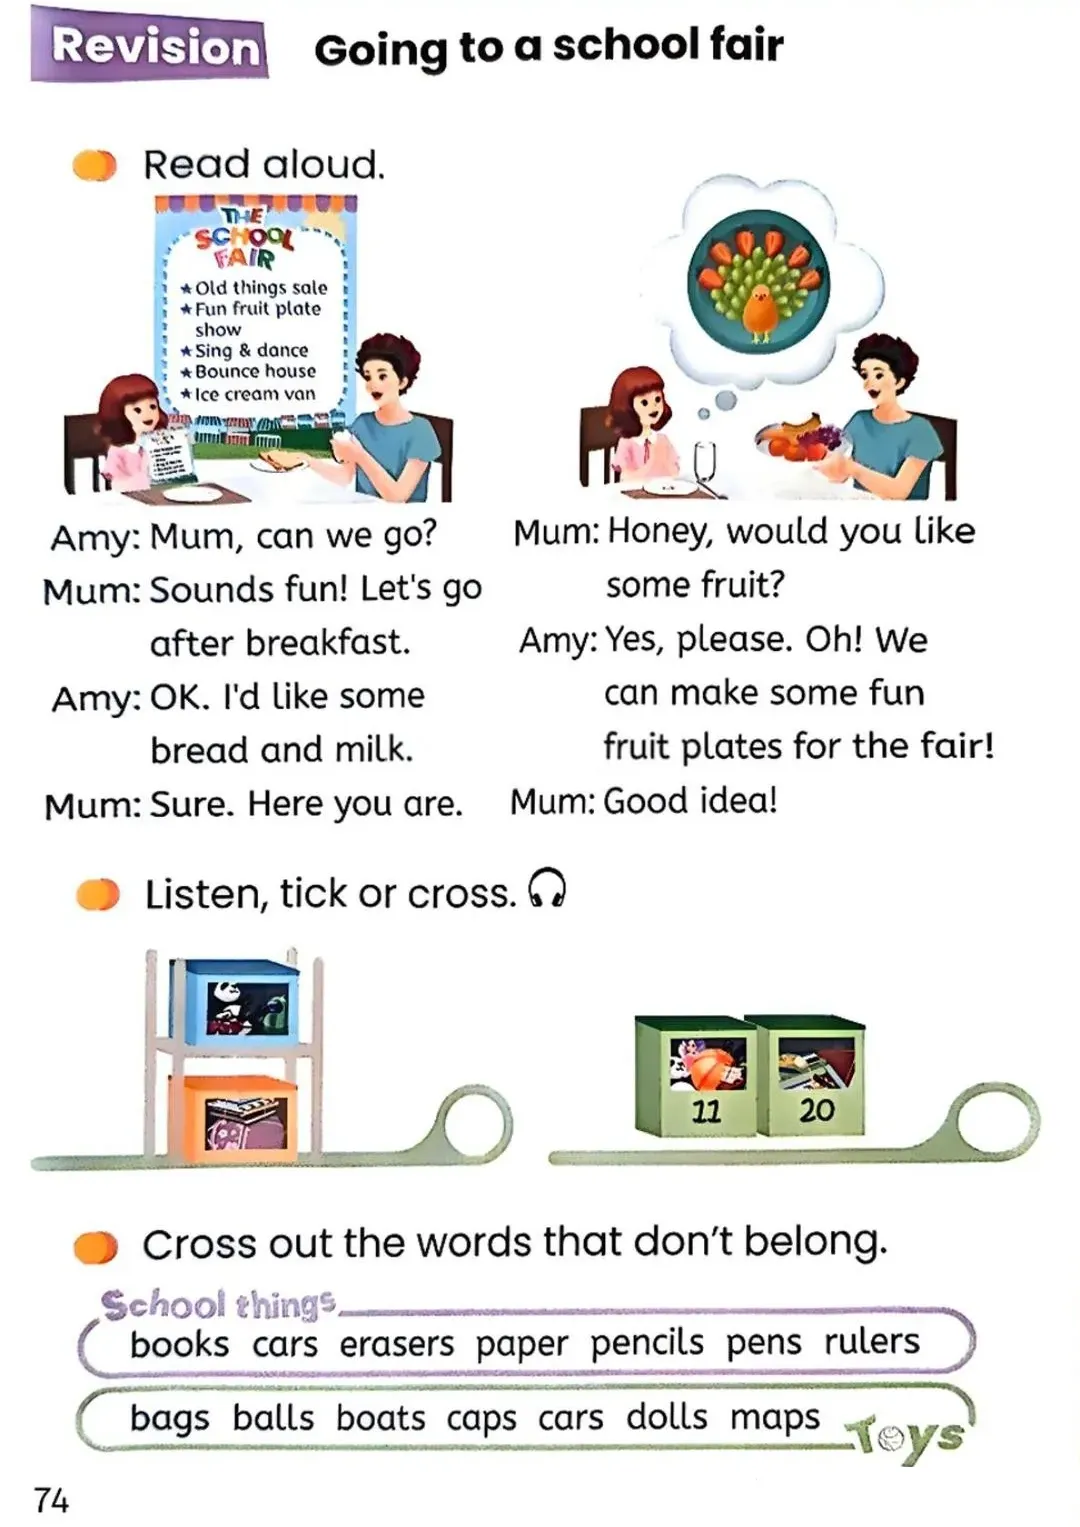 Revision
Going to a school fair
Read aloud.
THE
SCHOOL
FAIR
★ Old things sale
★ Fun fruit plate
show
★ Sing & dance
★ Bounce house
★ Ice cream van
Amy: Mum, can we go?
Mum: Sounds fun! Let's go
after breakfast.
Amy: OK. I'd like some
bread and milk.
Mum: Sure. Here you are.
Mum: Honey, would you like
some fruit?
Amy: Yes, please. Oh! We
can make some fun
fruit plates for the fair!
Mum: Good idea!
Listen, tick or cross.
11
20
Cross out the words that don't belong.
School things
books cars erasers paper pencils pens rulers
bags balls boats caps cars dolls maps
Toys
74